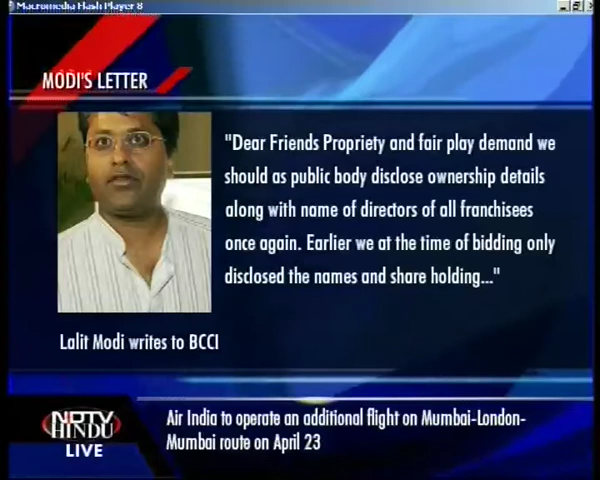 Macromedia Flash Player 8
MODI'S LETTER
"Dear Friends Propriety and fair play demand we
should as public body disclose ownership details
along with name of directors of all franchisees
once again. Earlier we at the time of bidding only
disclosed the names and share holding..."
Lalit Modi writes to BCCI
NDTV
HINDU
LIVE
Air India to operate an additional flight on Mumbai-London-
Mumbai route on April 23